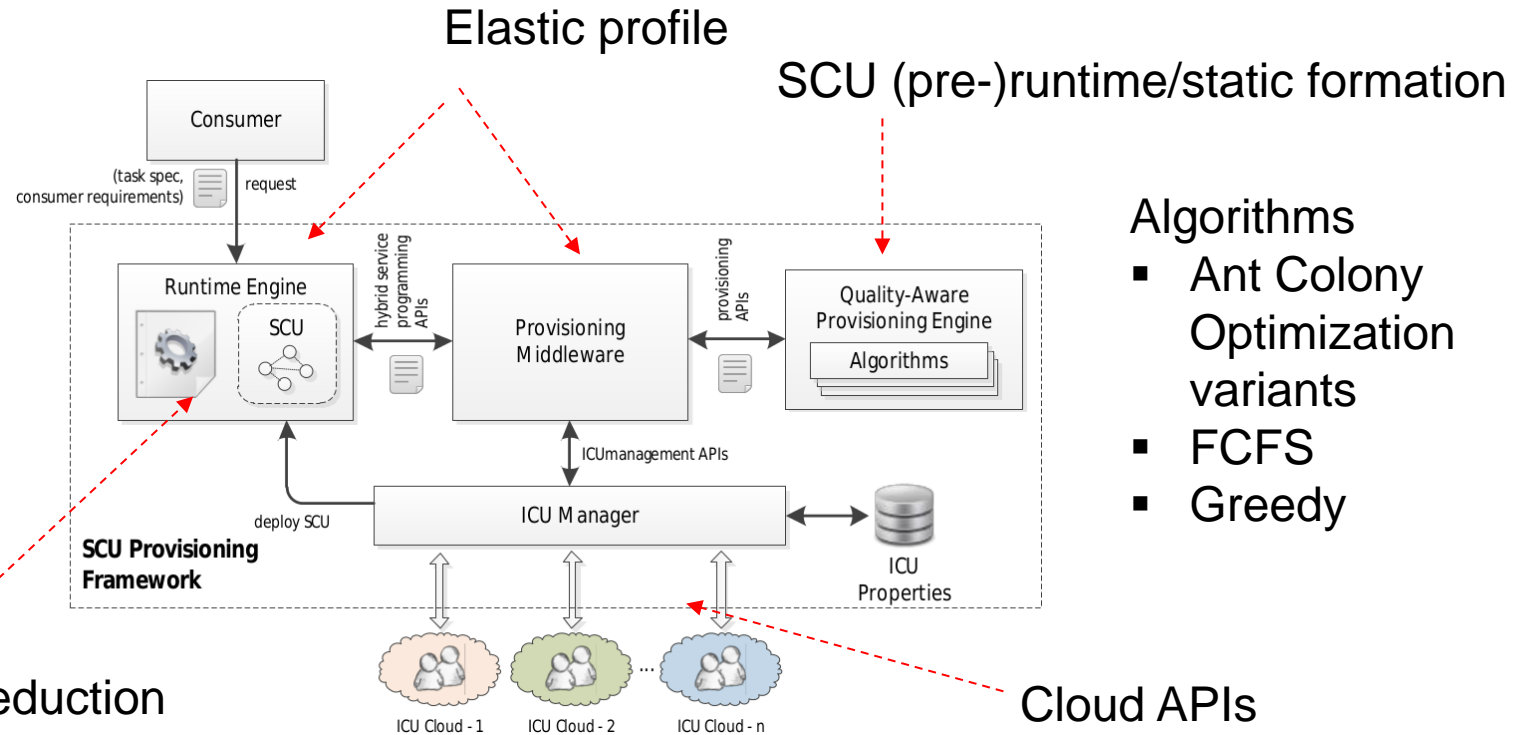 Elastic profile
SCU (pre-)runtime/static formation
Consumer
(task spec,
consumer requirements)
request
Runtime Engine
SCU
hybrid service
programming
APIs
Provisioning
Middleware
provisioning
APIs
Quality-Aware
Provisioning Engine
Algorithms
Algorithms
▪ Ant Colony
Optimization
variants
▪ FCFS
▪ Greedy
ICUmanagement APIs
deploy SCU
ICU Manager
SCU Provisioning
Framework
ICU
Properties
...
ICU Cloud - 1
ICU Cloud - 2
ICU Cloud - n
eduction
Cloud APIs